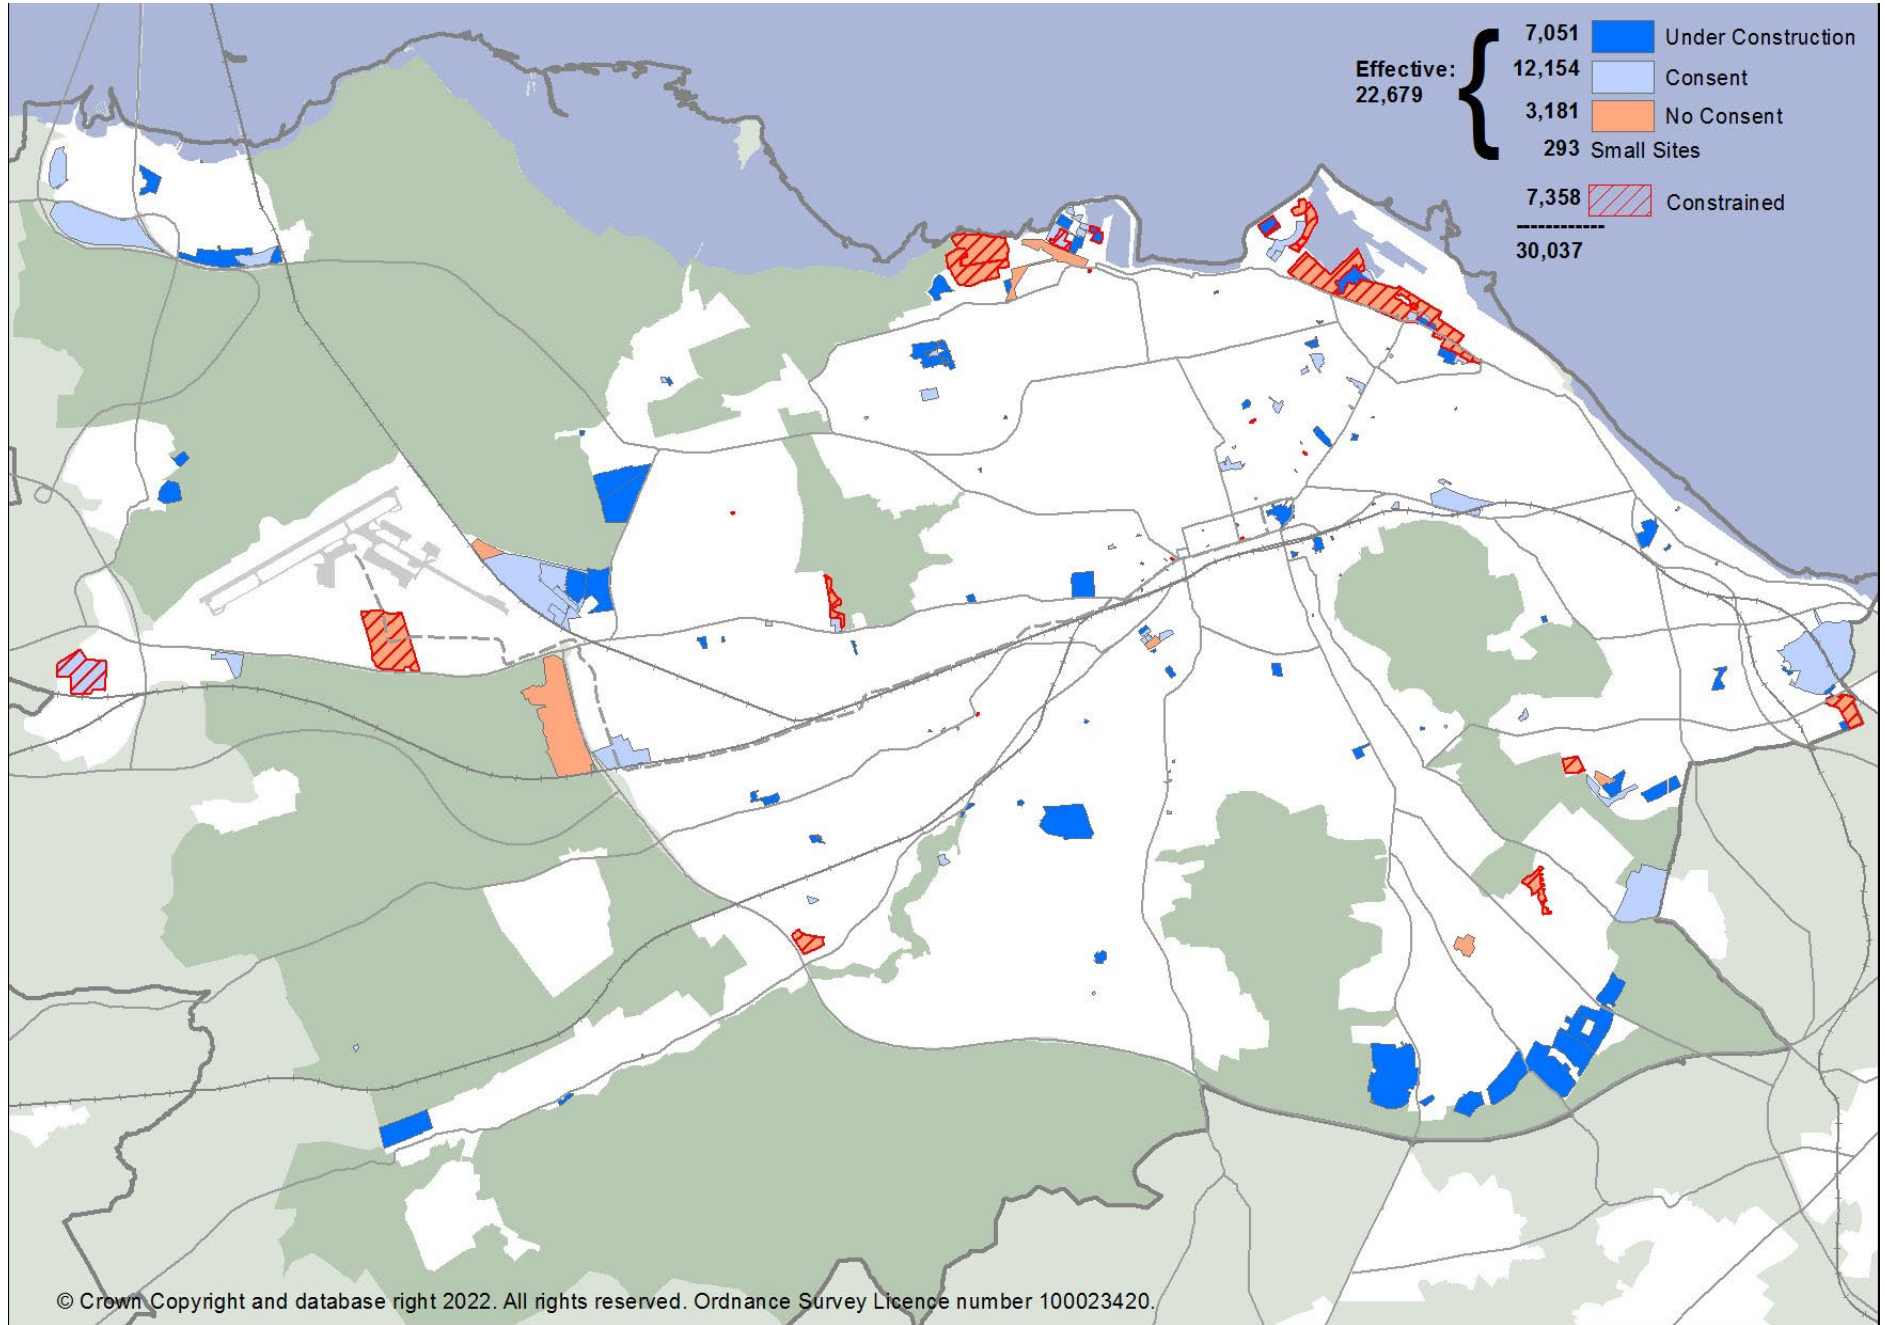 7,051 Under Construction
Effective: 12,154 Consent
22,679
3,181 No Consent
293 Small Sites
7,358 Constrained
------------
30,037
© Crown Copyright and database right 2022. All rights reserved. Ordnance Survey Licence number 100023420.